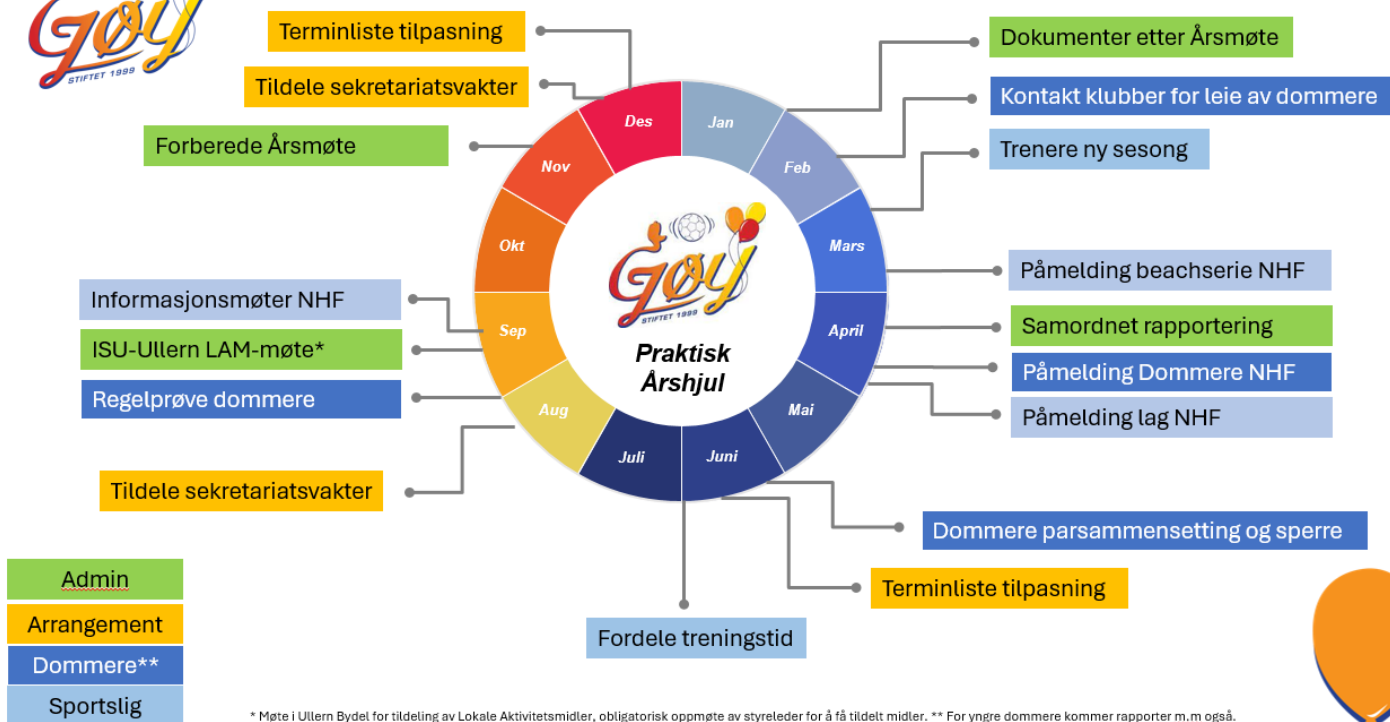 GØY
STIFTET 1999
Terminliste tilpasning
Tildele sekretariatsvakter
Forberede Årsmøte
Informasjonsmøter NHF
ISU-Ullern LAM-møte*
Regelprøve dommere
Tildele sekretariatsvakter
Des
Jan
Nov
Feb
Okt
Mars
Sep
April
Aug
Mai
Juli
Juni
GØY
STIFTET 1999
Praktisk
Årshjul
Dokumenter etter Årsmøte
Kontakt klubber for leie av dommere
Trenere ny sesong
Påmelding beachserie NHF
Samordnet rapportering
Påmelding Dommere NHF
Påmelding lag NHF
Dommere parsammensetting og sperre
Terminliste tilpasning
Fordele treningstid
Admin
Arrangement
Dommere**
Sportslig
* Møte i Ullern Bydel for tildeling av Lokale Aktivitetsmidler, obligatorisk oppmøte av styreleder for å få tildelt midler. ** For yngre dommere kommer rapporter m.m også.